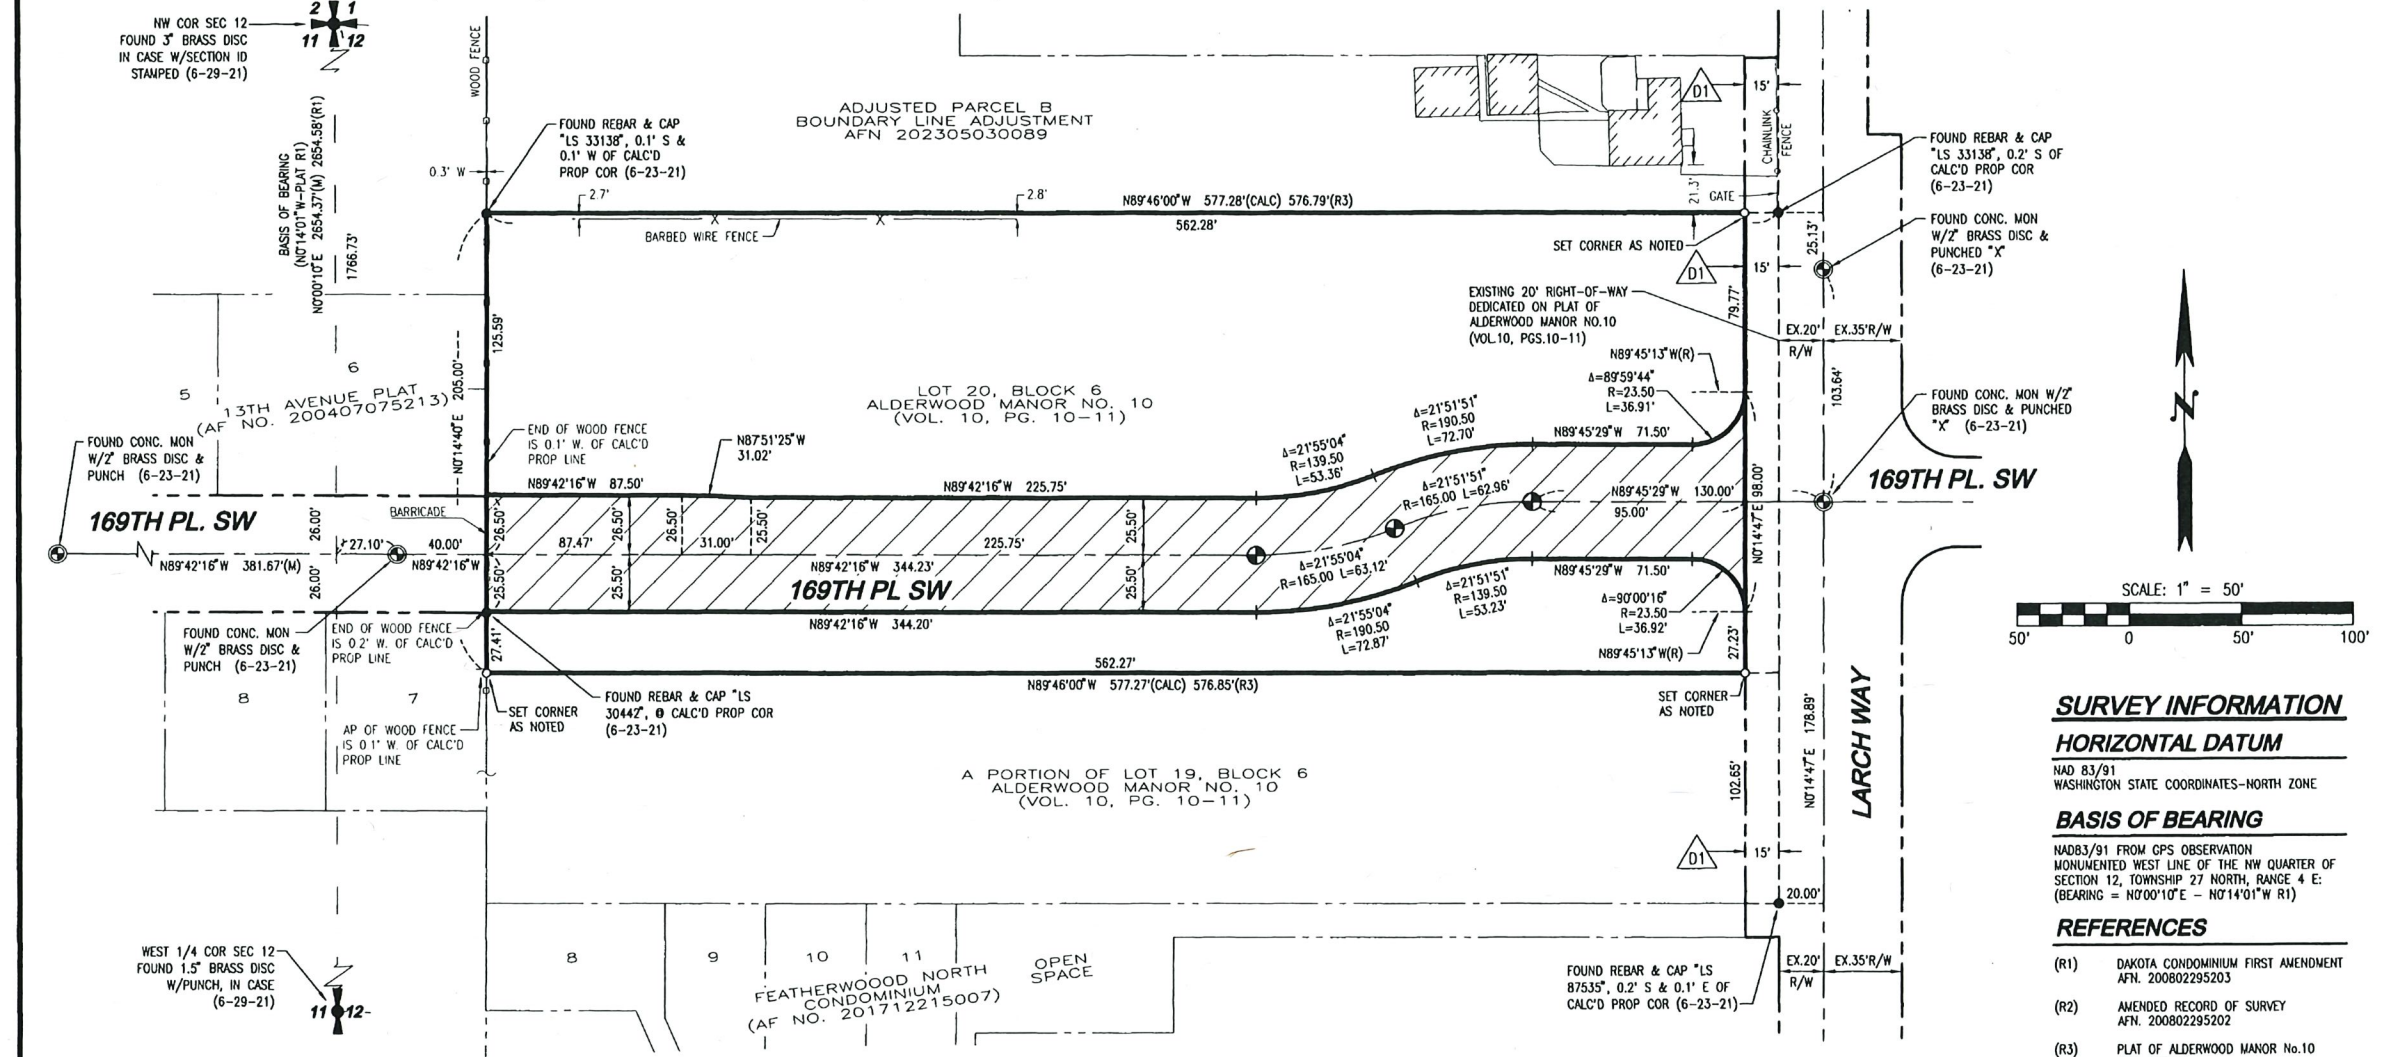 2 1
11 12
NW COR SEC 12
FOUND 3" BRASS DISC
IN CASE W/SECTION ID
STAMPED (6-29-21)
BASIS OF BEARING
(N0°14'01"W-PLAT R1)
N0°00'10"E 2654.37'(M) 2654.58'(R1)
1766.73'
WOOD FENCE
0.3' W
FOUND REBAR & CAP
"LS 33138", 0.1' S &
0.1' W OF CALC'D
PROP COR (6-23-21)
ADJUSTED PARCEL B
BOUNDARY LINE ADJUSTMENT
AFN 202305030089
D1
15'
CHAINLINK
FENCE
21.3'
GATE
FOUND REBAR & CAP
"LS 33138", 0.2' S OF
CALC'D PROP COR
(6-23-21)
2.7'
2.8'
N89°46'00"W 577.28'(CALC) 576.79'(R3)
562.28'
X
X
BARBED WIRE FENCE
SET CORNER AS NOTED
D1
15'
25.13'
FOUND CONC. MON
W/2" BRASS DISC &
PUNCHED "X"
(6-23-21)
EXISTING 20' RIGHT-OF-WAY
DEDICATED ON PLAT OF
ALDERWOOD MANOR NO.10
(VOL.10, PGS.10-11)
79.77'
EX.20' EX.35'R/W
R/W
103.64'
125.59'
N0°14'40"E 205.00'
5
6
13TH AVENUE PLAT
(AF NO. 200407075213)
LOT 20, BLOCK 6
ALDERWOOD MANOR NO. 10
(VOL. 10, PG. 10-11)
N89°45'13"W(R)
Δ=89°59'44"
R=23.50
L=36.91'
FOUND CONC. MON W/2"
BRASS DISC & PUNCHED
"X" (6-23-21)
FOUND CONC. MON
W/2" BRASS DISC &
PUNCH (6-23-21)
END OF WOOD FENCE
IS 0.1' W. OF CALC'D
PROP LINE
N87°51'25"W
31.02'
Δ=21°55'04"
R=139.50
L=53.36'
Δ=21°51'51"
R=190.50
L=72.70'
N89°45'29"W 71.50'
N89°42'16"W 87.50'
N89°42'16"W 225.75'
Δ=21°51'51"
R=165.00 L=62.96'
N89°45'29"W 130.00'
95.00'
N0°14'47"E 98.00'
169TH PL. SW
169TH PL. SW
26.00'
BARRICADE
26.50'
26.50'
26.50'
25.50'
25.50'
27.10'
40.00'
87.47'
31.00'
225.75'
N89°42'16"W 381.67'(M)
N89°42'16"W
N89°42'16"W 344.23'
26.00'
25.50'
25.50'
25.50'
169TH PL SW
Δ=21°55'04"
R=165.00 L=63.12'
Δ=21°51'51"
R=139.50
L=53.23'
N89°45'29"W 71.50'
Δ=90°00'16"
R=23.50
L=36.92'
N89°45'13"W(R)
Δ=21°55'04"
R=190.50
L=72.87'
N89°42'16"W 344.20'
FOUND CONC. MON
W/2" BRASS DISC &
PUNCH (6-23-21)
END OF WOOD FENCE
IS 0.2' W. OF CALC'D
PROP LINE
27.41'
27.23'
562.27'
N89°46'00"W 577.27'(CALC) 576.85'(R3)
8
7
AP OF WOOD FENCE
IS 0.1' W. OF CALC'D
PROP LINE
SET CORNER
AS NOTED
FOUND REBAR & CAP "LS
30442", @ CALC'D PROP COR
(6-23-21)
SET CORNER
AS NOTED
N0°14'47"E 178.89'
102.65'
LARCH WAY
A PORTION OF LOT 19, BLOCK 6
ALDERWOOD MANOR NO. 10
(VOL. 10, PG. 10-11)
D1
15'
20.00'
WEST 1/4 COR SEC 12
FOUND 1.5" BRASS DISC
W/PUNCH, IN CASE
(6-29-21)
11 12
8
9
10
11
OPEN
SPACE
FEATHERWOOOD NORTH
CONDOMINIUM
(AF NO. 201712215007)
FOUND REBAR & CAP "LS
87535", 0.2' S & 0.1' E OF
CALC'D PROP COR (6-23-21)
EX.20' EX.35'R/W
R/W
N
SCALE: 1" = 50'
50' 0 50' 100'
SURVEY INFORMATION
HORIZONTAL DATUM
NAD 83/91
WASHINGTON STATE COORDINATES-NORTH ZONE
BASIS OF BEARING
NAD83/91 FROM GPS OBSERVATION
MONUMENTED WEST LINE OF THE NW QUARTER OF
SECTION 12, TOWNSHIP 27 NORTH, RANGE 4 E:
(BEARING = N0°00'10"E - N0°14'01"W R1)
REFERENCES
(R1) DAKOTA CONDOMINIUM FIRST AMENDMENT
AFN. 200802295203
(R2) AMENDED RECORD OF SURVEY
AFN. 200802295202
(R3) PLAT OF ALDERWOOD MANOR No.10